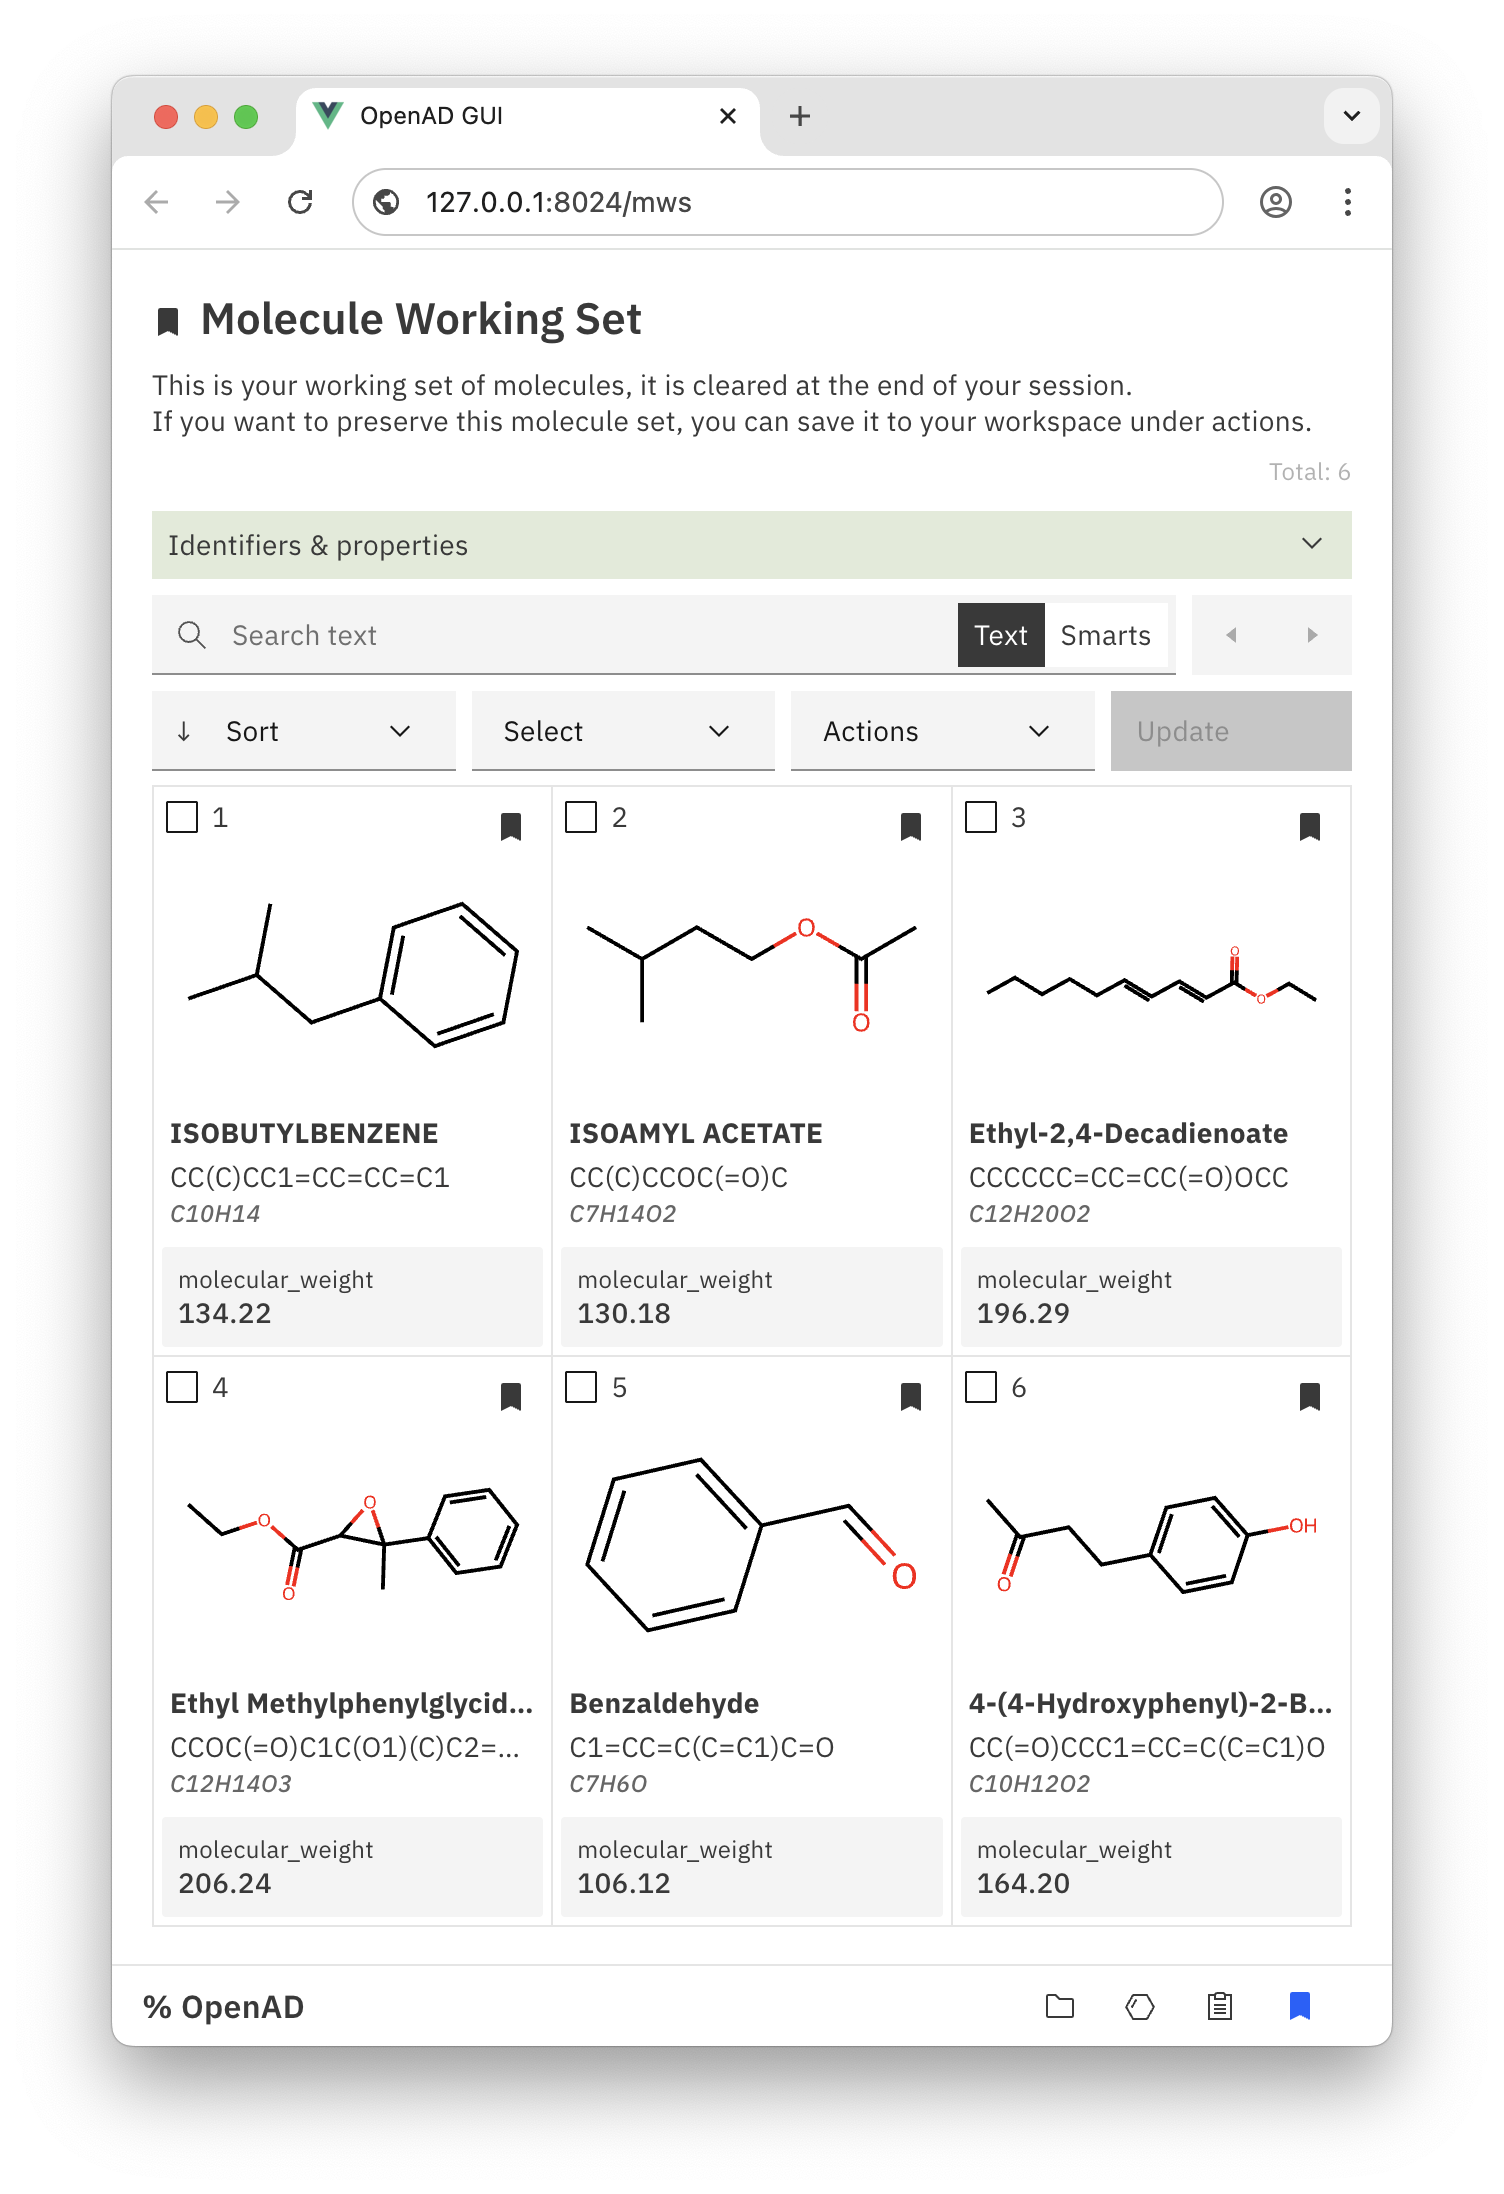 OpenAD GUI
127.0.0.1:8024/mws
Molecule Working Set
This is your working set of molecules, it is cleared at the end of your session.
If you want to preserve this molecule set, you can save it to your workspace under actions.
Total: 6
Identifiers & properties
Search text
Text
Smarts
Sort
Select
Actions
Update
1
2
3
O
O
O
O
ISOBUTYLBENZENE
CC(C)CC1=CC=CC=C1
C10H14
molecular_weight
134.22
ISOAMYL ACETATE
CC(C)CCOC(=O)C
C7H14O2
molecular_weight
130.18
Ethyl-2,4-Decadienoate
CCCCCC=CC=CC(=O)OCC
C12H20O2
molecular_weight
196.29
4
5
6
O
O
O
O
O
OH
Ethyl Methylphenylglycid...
CCOC(=O)C1C(O1)(C)C2=...
C12H14O3
molecular_weight
206.24
Benzaldehyde
C1=CC=C(C=C1)C=O
C7H6O
molecular_weight
106.12
4-(4-Hydroxyphenyl)-2-B...
CC(=O)CCC1=CC=C(C=C1)O
C10H12O2
molecular_weight
164.20
% OpenAD